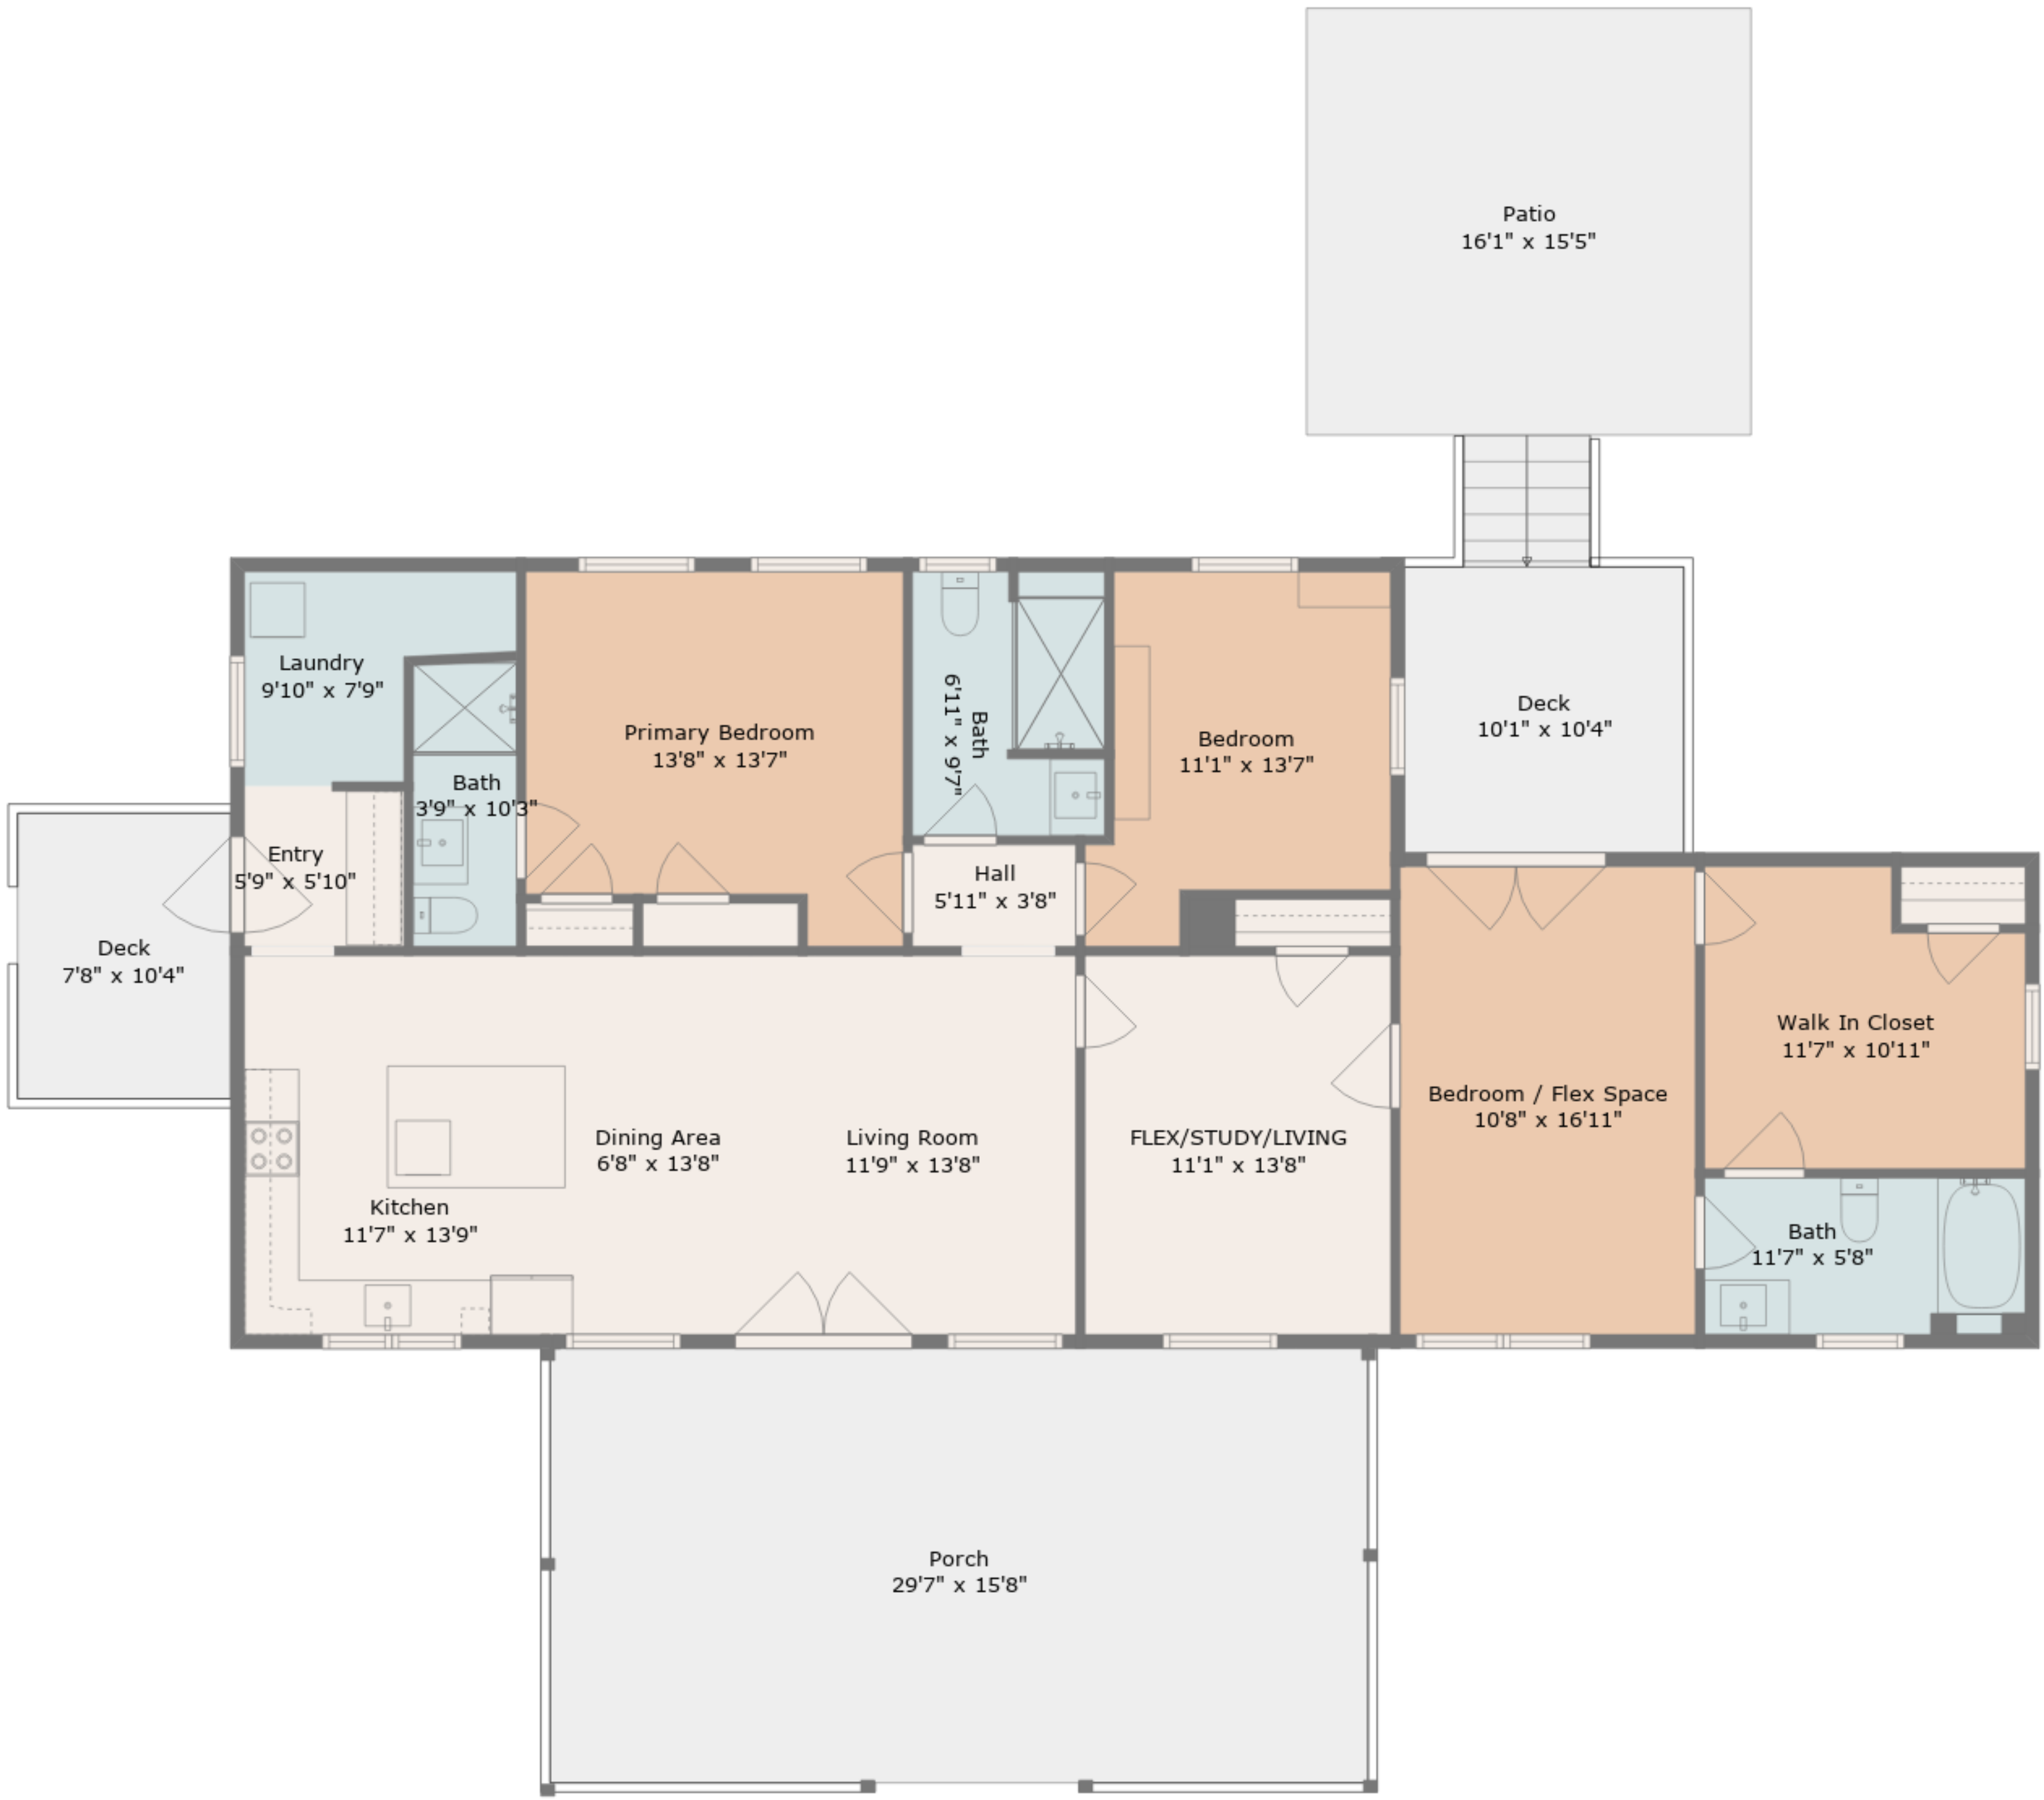 Patio
16'1" x 15'5"
Laundry
9'10" x 7'9"
Primary Bedroom
13'8" x 13'7"
Bath
6'11" x 9'7"
Bedroom
11'1" x 13'7"
Deck
10'1" x 10'4"
Bath
3'9" x 10'3"
Entry
5'9" x 5'10"
Hall
5'11" x 3'8"
Deck
7'8" x 10'4"
Walk In Closet
11'7" x 10'11"
Bedroom / Flex Space
10'8" x 16'11"
Dining Area
6'8" x 13'8"
Living Room
11'9" x 13'8"
FLEX/STUDY/LIVING
11'1" x 13'8"
Kitchen
11'7" x 13'9"
Bath
11'7" x 5'8"
Porch
29'7" x 15'8"